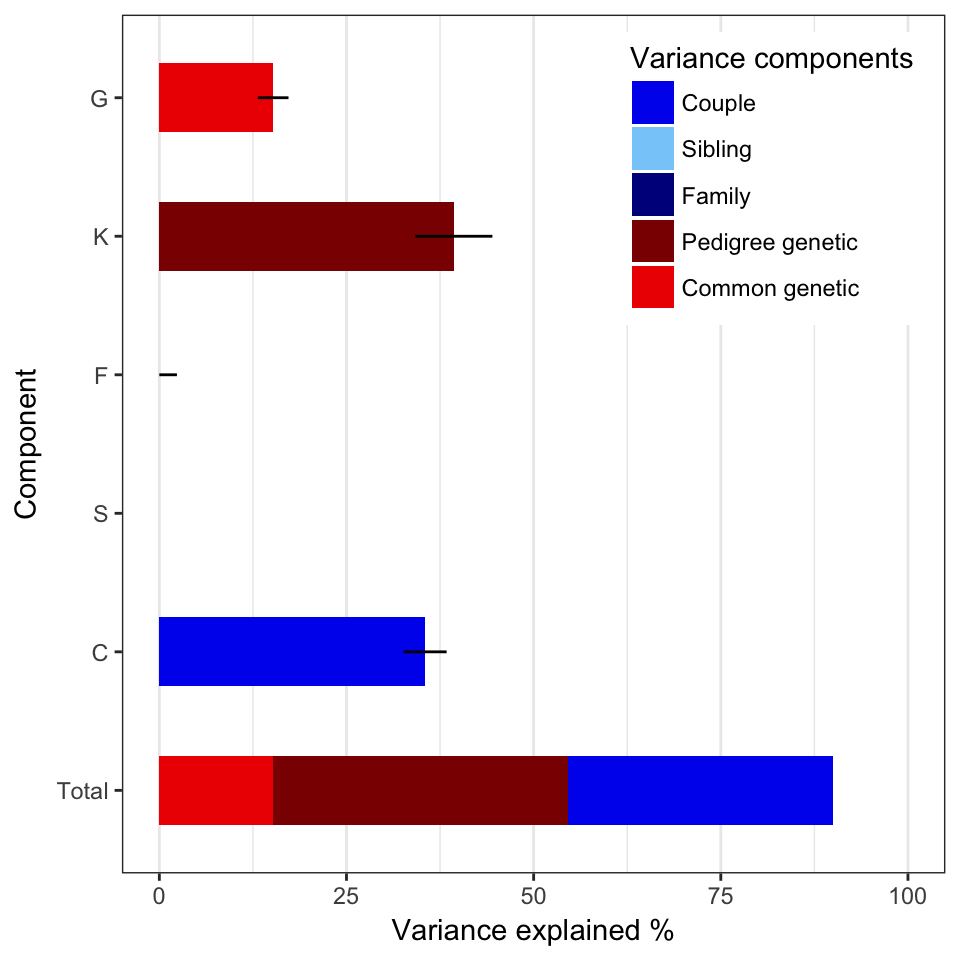 Variance components
Couple
Sibling
Family
Pedigree genetic
Common genetic
G
K
F
S
C
Total
Component
0 25 50 75 100
Variance explained %